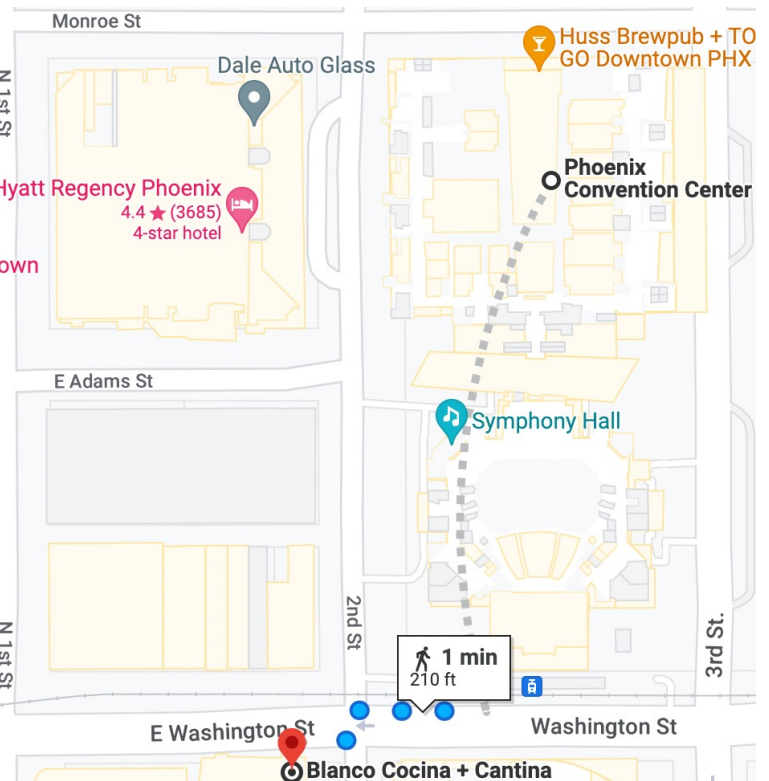 Monroe St
Huss Brewpub + TO
GO Downtown PHX
Dale Auto Glass
N 1st St
Phoenix
Convention Center
Hyatt Regency Phoenix
4.4 ★ (3685)
4-star hotel
own
E Adams St
Symphony Hall
2nd St
N 1st St
3rd St.
1 min
210 ft
E Washington St
Washington St
Blanco Cocina + Cantina